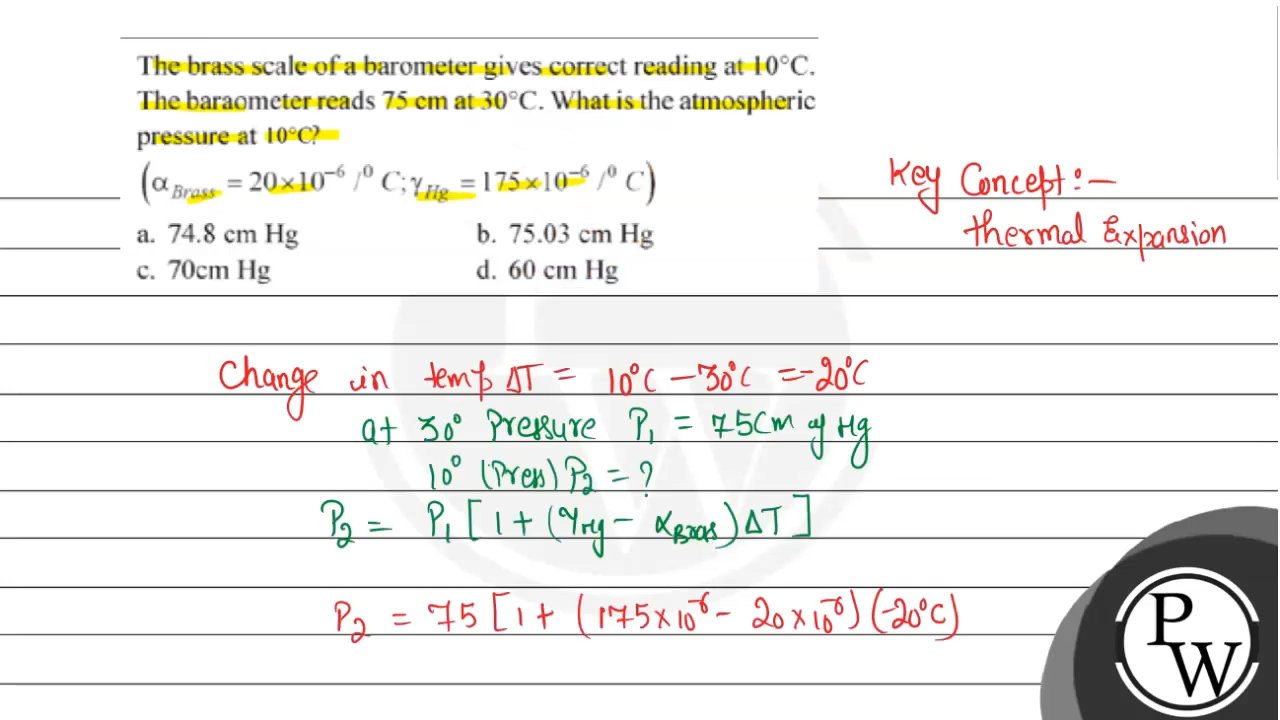 The brass scale of a barometer gives correct reading at 10°C.
The baraometer reads 75 cm at 30°C. What is the atmospheric
pressure at 10°C?
(α_Brass = 20×10⁻⁶ /⁰ C; γ_Hg = 175×10⁻⁶ /⁰ C)
a. 74.8 cm Hg
b. 75.03 cm Hg
c. 70cm Hg
d. 60 cm Hg
Key Concept :–
Thermal Expansion
Change in temp ΔT = 10°C – 30°C = -20°C
at 30° Pressure P₁ = 75cm of Hg
10° (Press) P₂ = ?
P₂ = P₁ [ 1 + (γ_Hg – α_Brass) ΔT ]
P₂ = 75 [ 1 + (175×10⁻⁶ – 20×10⁻⁶) (-20°C)
P
W